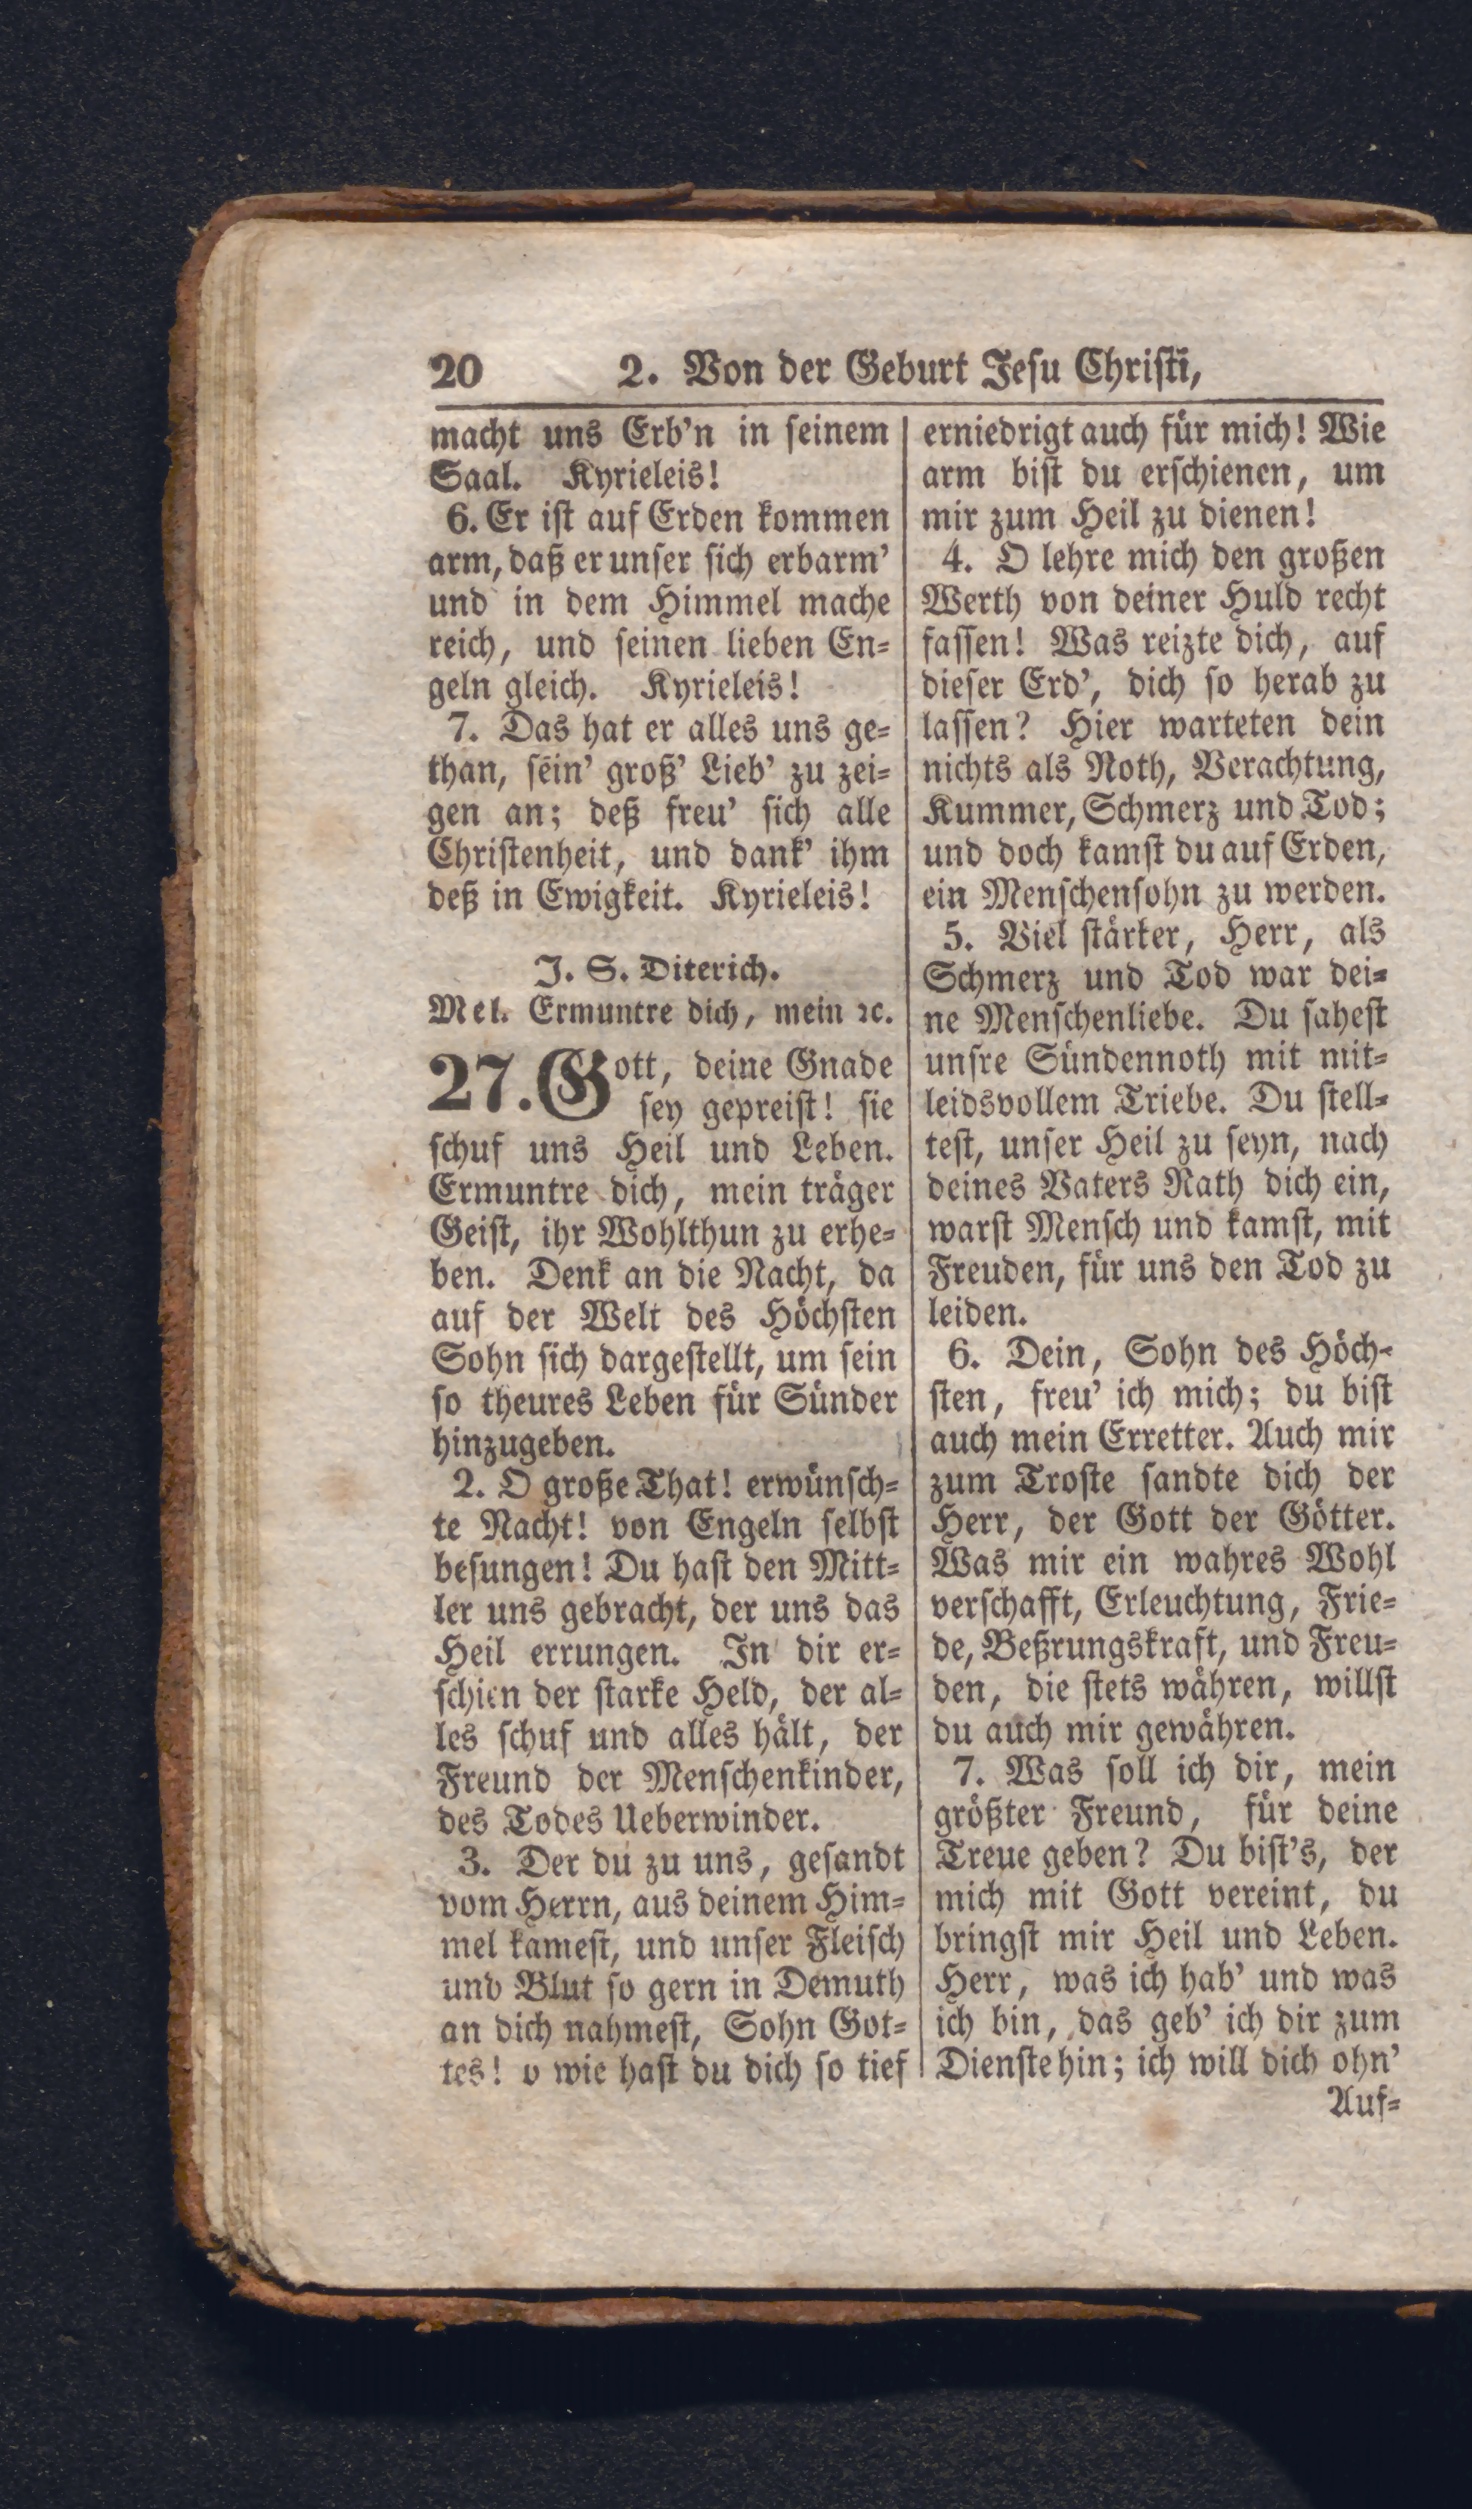 20 2. Von der Geburt Jesu Christi,
macht uns Erb'n in seinem
Saal. Kyrieleis!
6. Er ist auf Erden kommen
arm, daß er unser sich erbarm'
und in dem Himmel mache
reich, und seinen lieben En=
geln gleich. Kyrieleis!
7. Das hat er alles uns ge=
than, sein' groß' Lieb' zu zei=
gen an; deß freu' sich alle
Christenheit, und dank' ihm
deß in Ewigkeit. Kyrieleis!
J. S. Diterich.
Mel. Ermuntre dich, mein ꝛc.
27. Gott, deine Gnade
sey gepreist! sie
schuf uns Heil und Leben.
Ermuntre dich, mein träger
Geist, ihr Wohlthun zu erhe=
ben. Denk an die Nacht, da
auf der Welt des Höchsten
Sohn sich dargestellt, um sein
so theures Leben für Sünder
hinzugeben.
2. O große That! erwünsch=
te Nacht! von Engeln selbst
besungen! Du hast den Mitt=
ler uns gebracht, der uns das
Heil errungen. In dir er=
schien der starke Held, der al=
les schuf und alles hält, der
Freund der Menschenkinder,
des Todes Ueberwinder.
3. Der du zu uns, gesandt
vom Herrn, aus deinem Him=
mel kamest, und unser Fleisch
und Blut so gern in Demuth
an dich nahmest, Sohn Got=
tes! o wie hast du dich so tief
erniedrigt auch für mich! Wie
arm bist du erschienen, um
mir zum Heil zu dienen!
4. O lehre mich den großen
Werth von deiner Huld recht
fassen! Was reizte dich, auf
dieser Erd', dich so herab zu
lassen? Hier warteten dein
nichts als Noth, Verachtung,
Kummer, Schmerz und Tod;
und doch kamst du auf Erden,
ein Menschensohn zu werden.
5. Viel stärker, Herr, als
Schmerz und Tod war dei=
ne Menschenliebe. Du sahest
unsre Sündennoth mit mit=
leidsvollem Triebe. Du stell=
test, unser Heil zu seyn, nach
deines Vaters Rath dich ein,
warst Mensch und kamst, mit
Freuden, für uns den Tod zu
leiden.
6. Dein, Sohn des Höch=
sten, freu' ich mich; du bist
auch mein Erretter. Auch mir
zum Troste sandte dich der
Herr, der Gott der Götter.
Was mir ein wahres Wohl
verschafft, Erleuchtung, Frie=
de, Beßrungskraft, und Freu=
den, die stets währen, willst
du auch mir gewähren.
7. Was soll ich dir, mein
größter Freund, für deine
Treue geben? Du bist's, der
mich mit Gott vereint, du
bringst mir Heil und Leben.
Herr, was ich hab' und was
ich bin, das geb' ich dir zum
Dienste hin; ich will dich ohn'
Auf=